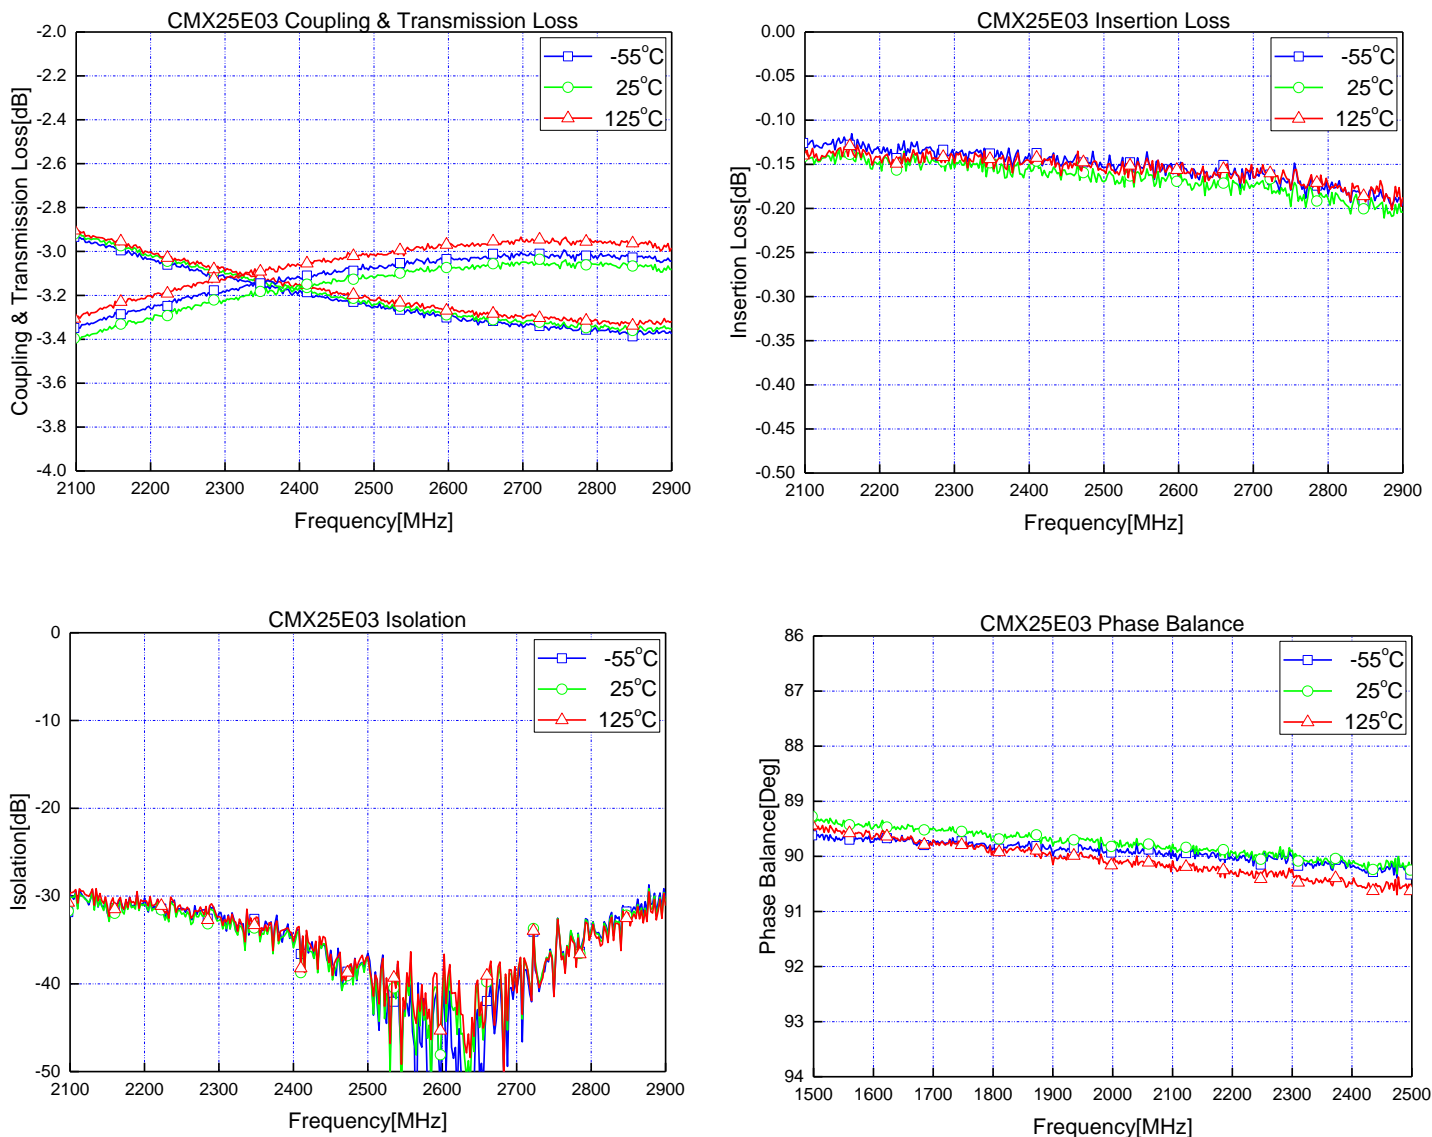 CMX25E03 Coupling & Transmission Loss
-2.0
-2.2
-2.4
-2.6
-2.8
-3.0
-3.2
-3.4
-3.6
-3.8
-4.0
Coupling & Transmission Loss[dB]
-55°C
25°C
125°C
2100 2200 2300 2400 2500 2600 2700 2800 2900
Frequency[MHz]
CMX25E03 Insertion Loss
0.00
-0.05
-0.10
-0.15
-0.20
-0.25
-0.30
-0.35
-0.40
-0.45
-0.50
Insertion Loss[dB]
-55°C
25°C
125°C
2100 2200 2300 2400 2500 2600 2700 2800 2900
Frequency[MHz]
CMX25E03 Isolation
0
-10
-20
-30
-40
-50
Isolation[dB]
-55°C
25°C
125°C
2100 2200 2300 2400 2500 2600 2700 2800 2900
Frequency[MHz]
CMX25E03 Phase Balance
86
87
88
89
90
91
92
93
94
Phase Balance[Deg]
-55°C
25°C
125°C
1500 1600 1700 1800 1900 2000 2100 2200 2300 2400 2500
Frequency[MHz]